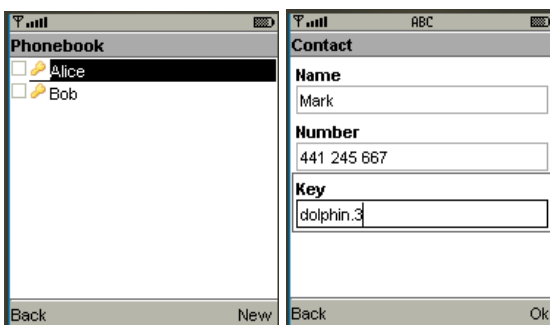 Phonebook
Alice
Bob
Back New
ABC
Contact
Name
Mark
Number
441 245 667
Key
dolphin.3
Back Ok